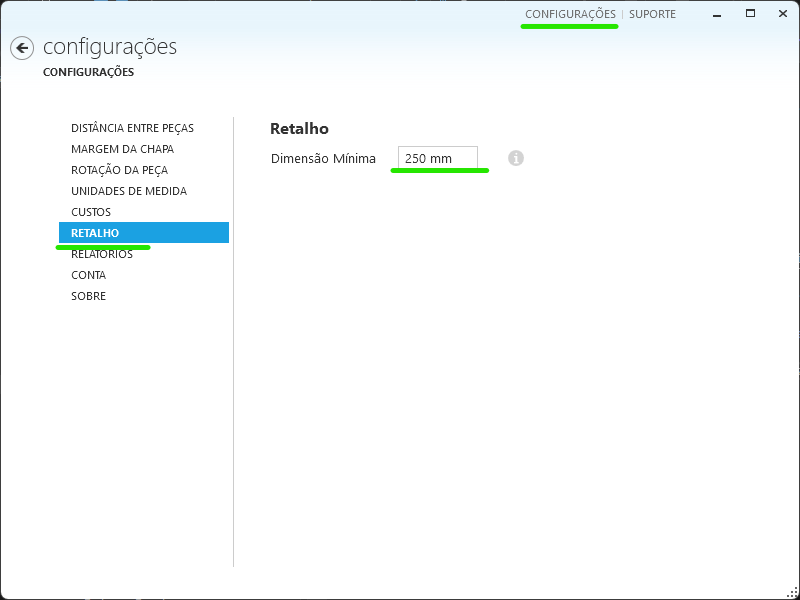 CONFIGURAÇÕES | SUPORTE
configurações
CONFIGURAÇÕES
DISTÂNCIA ENTRE PEÇAS
MARGEM DA CHAPA
ROTAÇÃO DA PEÇA
UNIDADES DE MEDIDA
CUSTOS
RETALHO
RELATÓRIOS
CONTA
SOBRE
Retalho
Dimensão Mínima 250 mm